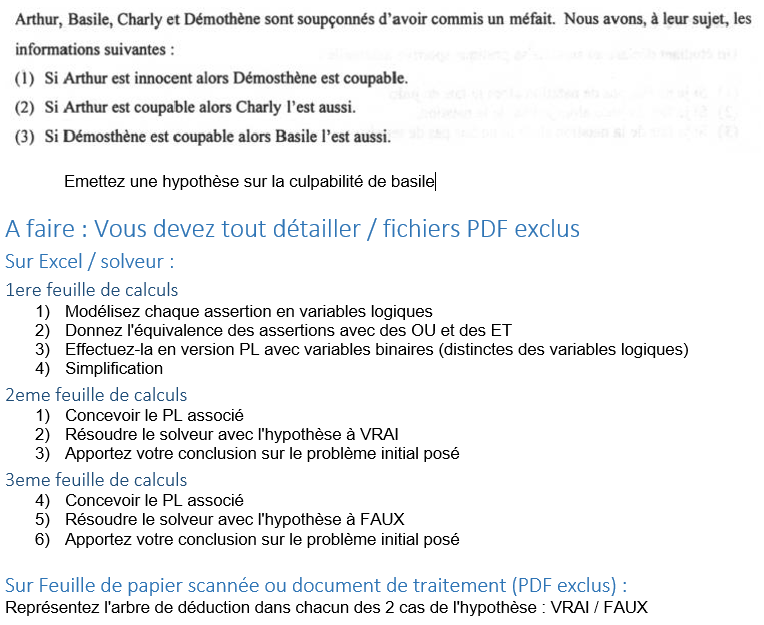 Arthur, Basile, Charly et Démothène sont soupçonnés d'avoir commis un méfait. Nous avons, à leur sujet, les
informations suivantes :
(1) Si Arthur est innocent alors Démosthène est coupable.
(2) Si Arthur est coupable alors Charly l'est aussi.
(3) Si Démosthène est coupable alors Basile l'est aussi.
Emettez une hypothèse sur la culpabilité de basile
A faire : Vous devez tout détailler / fichiers PDF exclus
Sur Excel / solveur :
1ere feuille de calculs
1) Modélisez chaque assertion en variables logiques
2) Donnez l'équivalence des assertions avec des OU et des ET
3) Effectuez-la en version PL avec variables binaires (distinctes des variables logiques)
4) Simplification
2eme feuille de calculs
1) Concevoir le PL associé
2) Résoudre le solveur avec l'hypothèse à VRAI
3) Apportez votre conclusion sur le problème initial posé
3eme feuille de calculs
4) Concevoir le PL associé
5) Résoudre le solveur avec l'hypothèse à FAUX
6) Apportez votre conclusion sur le problème initial posé
Sur Feuille de papier scannée ou document de traitement (PDF exclus) :
Représentez l'arbre de déduction dans chacun des 2 cas de l'hypothèse : VRAI / FAUX